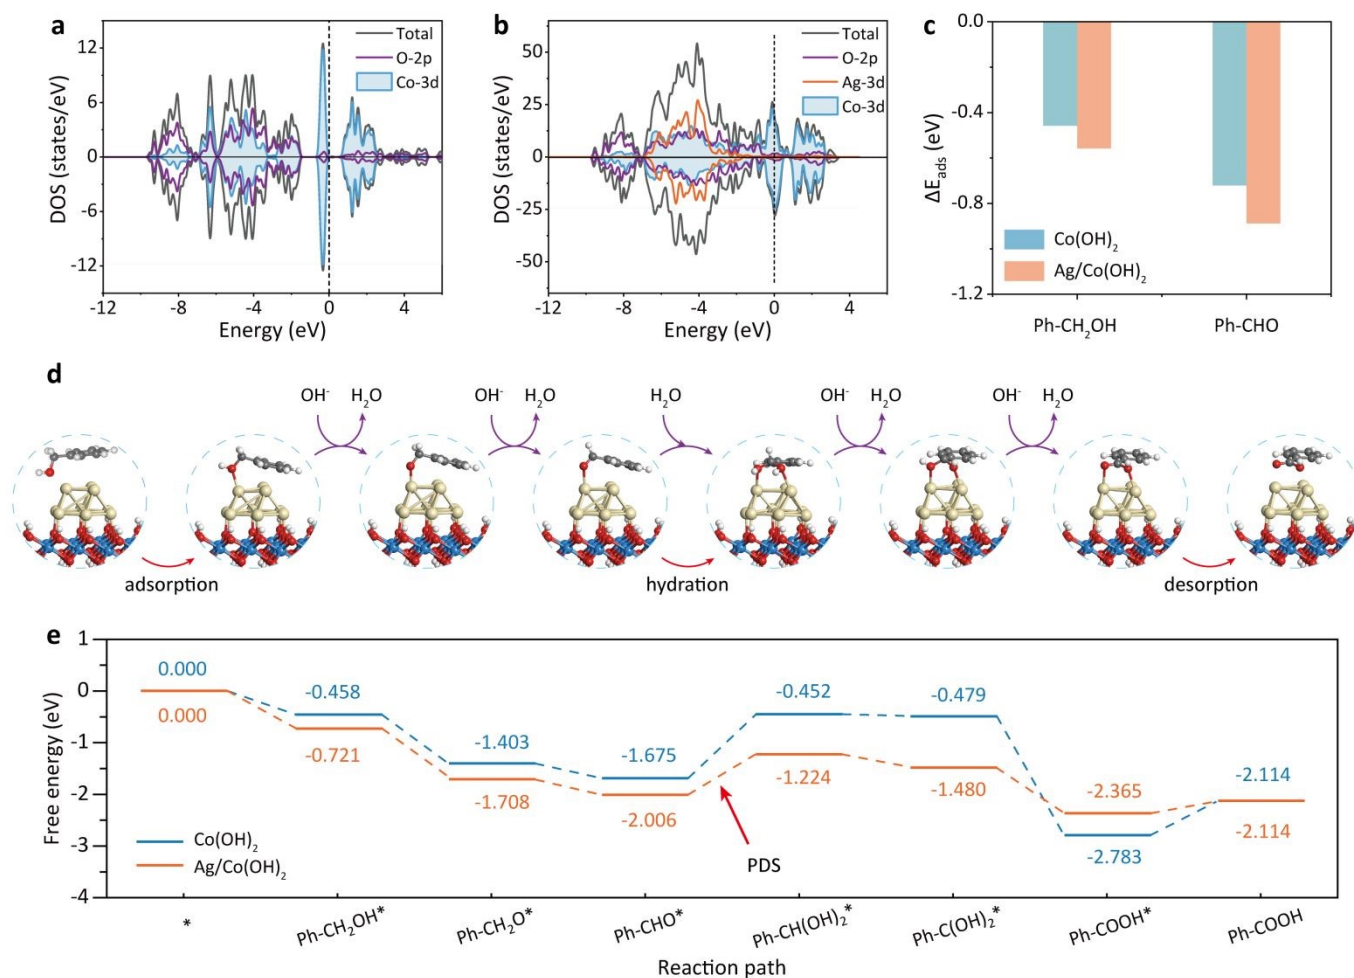 a
DOS (states/eV)
12
6
0
-6
-12
-12
-8
-4
0
4
Energy (eV)
Total
O-2p
Co-3d
b
DOS (states/eV)
50
25
0
-25
-50
-12
-8
-4
0
4
Energy (eV)
Total
O-2p
Ag-3d
Co-3d
c
ΔE_ads (eV)
0.0
-0.4
-0.8
-1.2
Co(OH)₂
Ag/Co(OH)₂
Ph-CH₂OH
Ph-CHO
d
OH⁻ H₂O
OH⁻ H₂O
H₂O
OH⁻ H₂O
OH⁻ H₂O
adsorption
hydration
desorption
e
Free energy (eV)
1
0
-1
-2
-3
-4
0.000
-0.458
-1.403
-1.675
-0.452
-0.479
-2.783
-2.114
0.000
-0.721
-1.708
-2.006
-1.224
-1.480
-2.365
-2.114
PDS
Co(OH)₂
Ag/Co(OH)₂
*
Ph-CH₂OH*
Ph-CH₂O*
Ph-CHO*
Ph-CH(OH)₂*
Ph-C(OH)₂*
Ph-COOH*
Ph-COOH
Reaction path